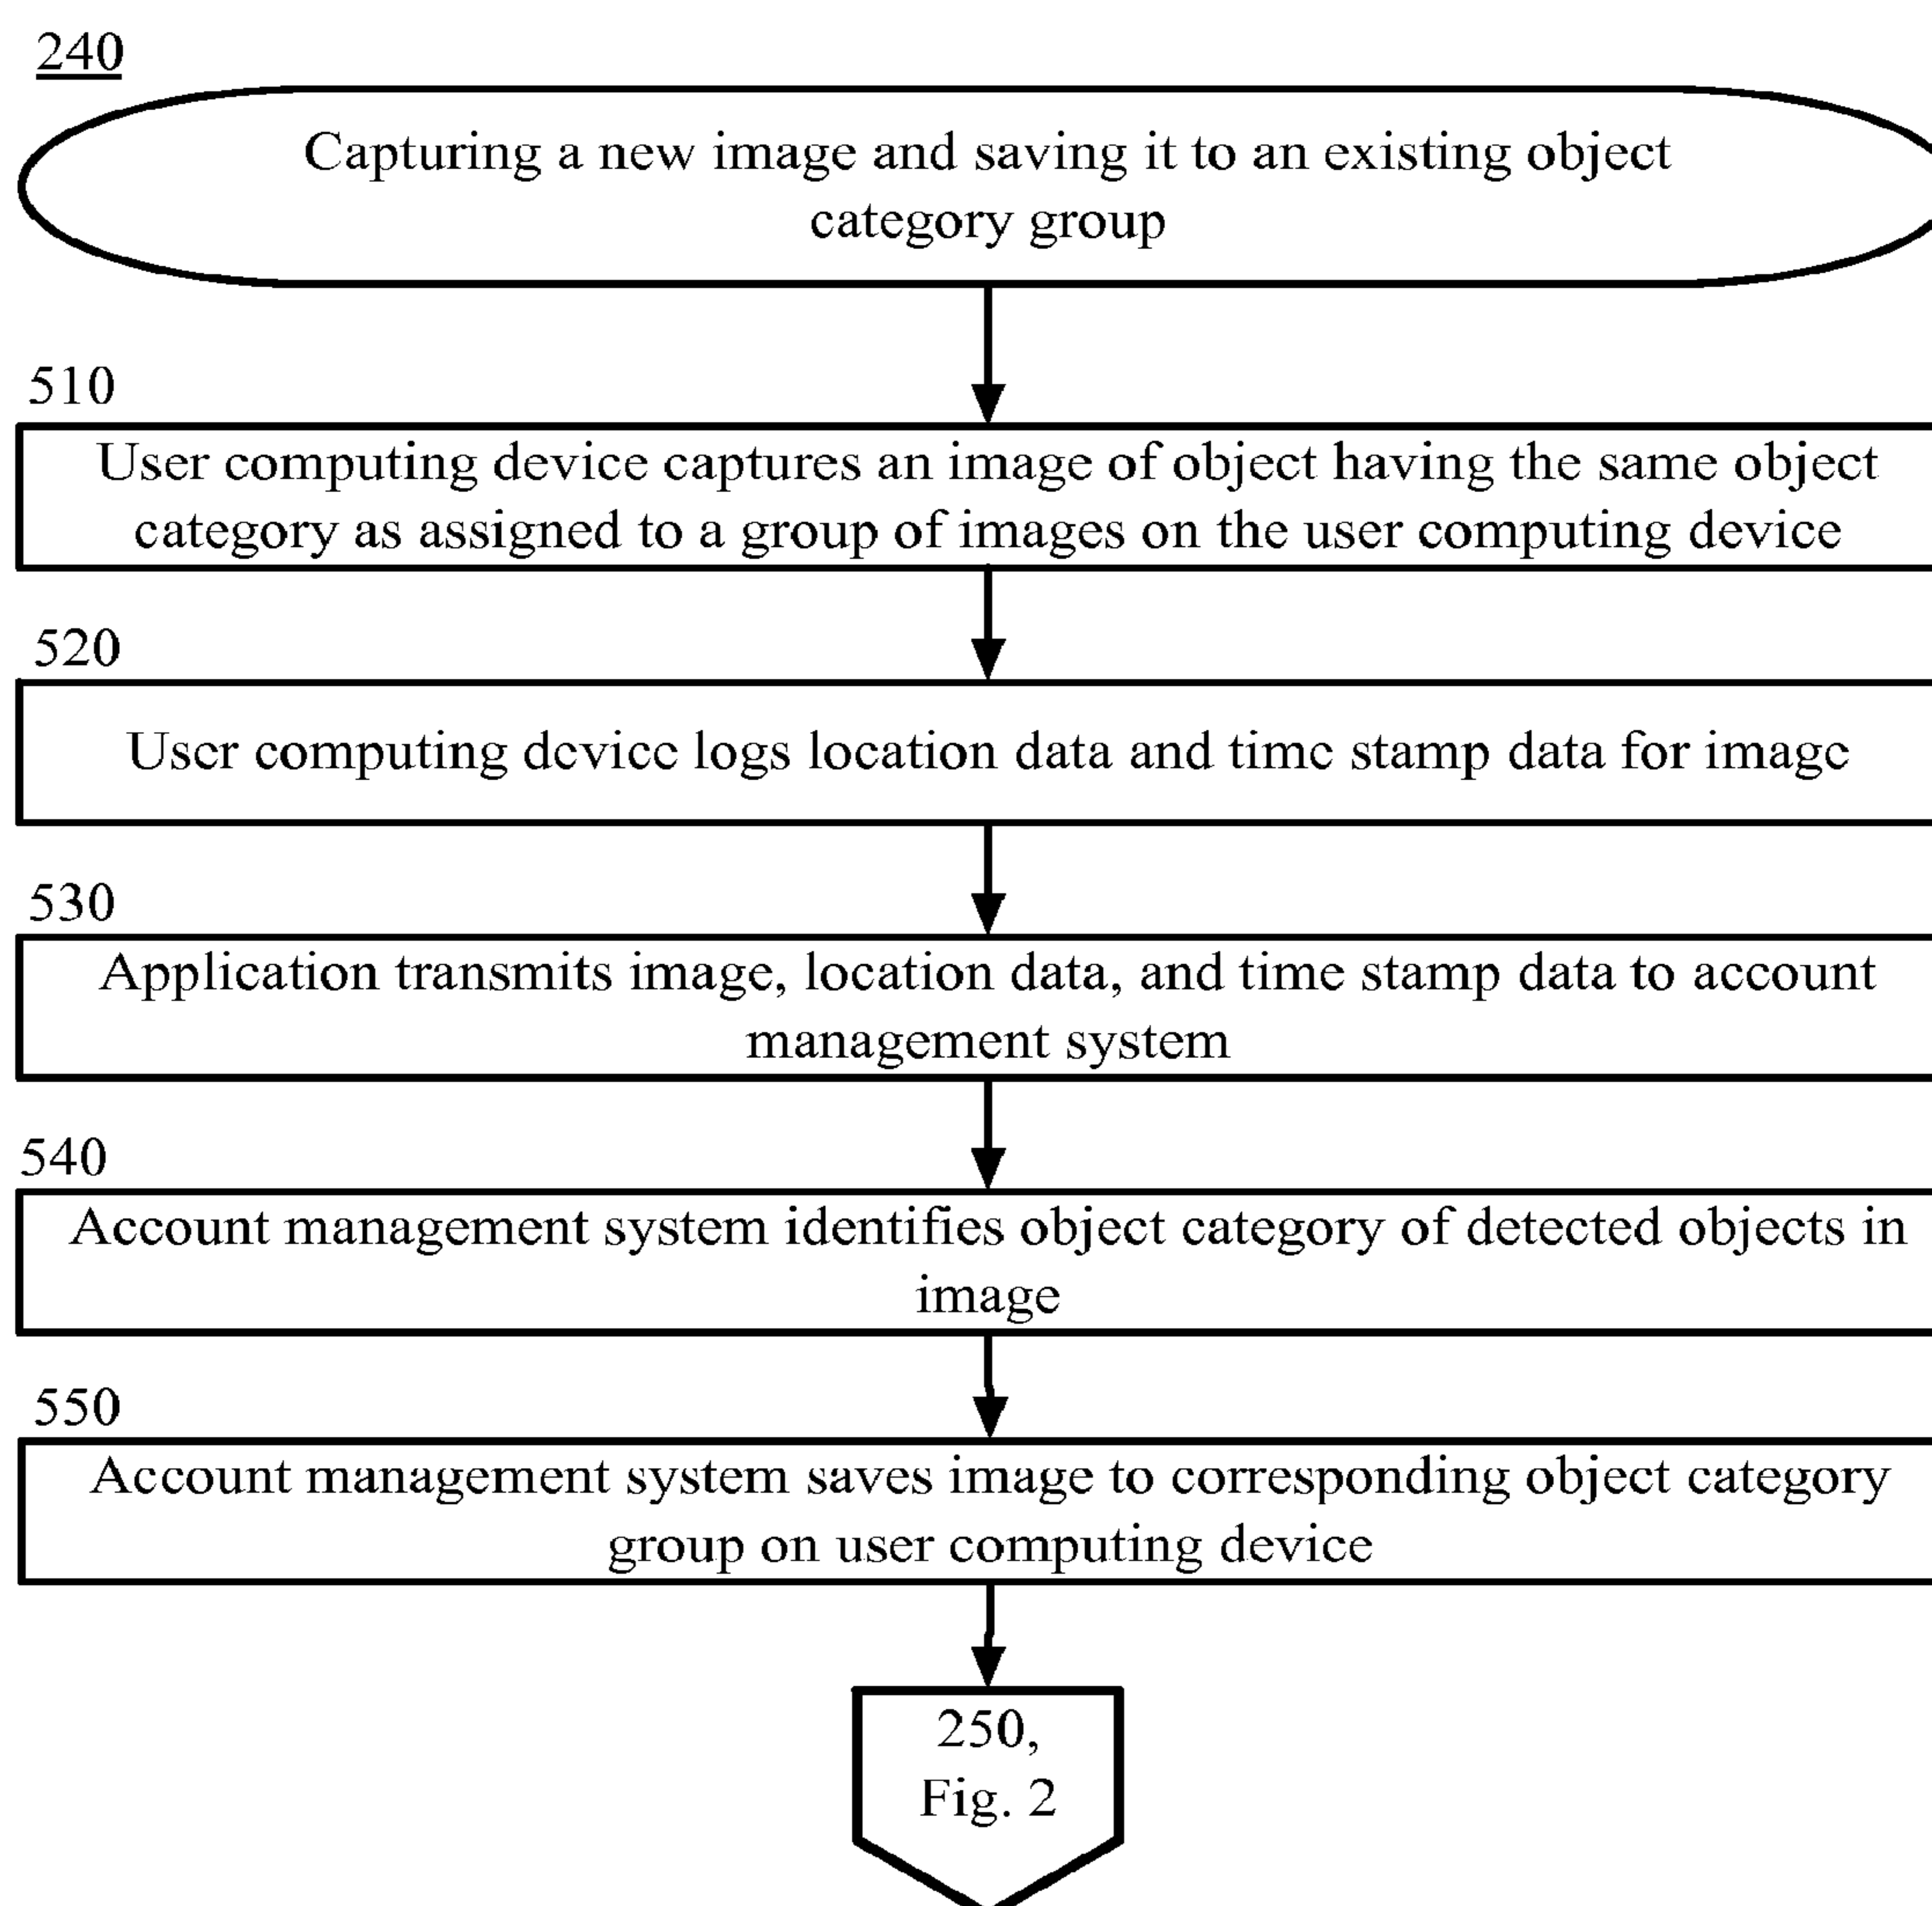 240
Capturing a new image and saving it to an existing object
category group
510
User computing device captures an image of object having the same object
category as assigned to a group of images on the user computing device
520
User computing device logs location data and time stamp data for image
530
Application transmits image, location data, and time stamp data to account
management system
540
Account management system identifies object category of detected objects in
image
550
Account management system saves image to corresponding object category
group on user computing device
250,
Fig. 2